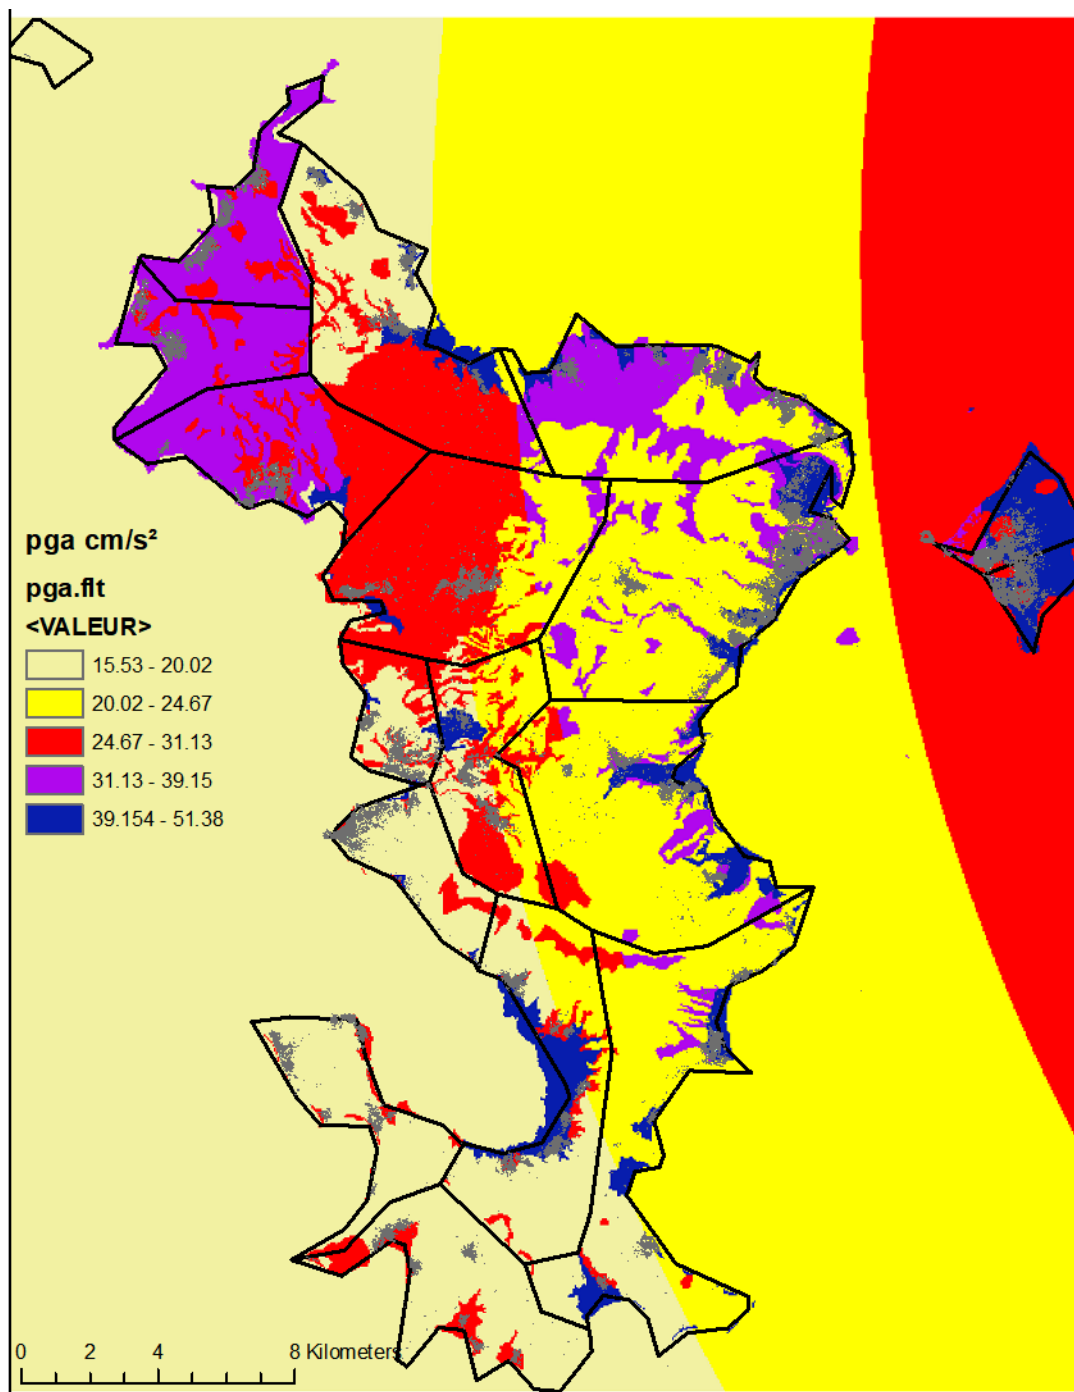 pga cm/s²
pga.flt
<VALEUR>
15.53 - 20.02
20.02 - 24.67
24.67 - 31.13
31.13 - 39.15
39.154 - 51.38
0 2 4 8 Kilometers